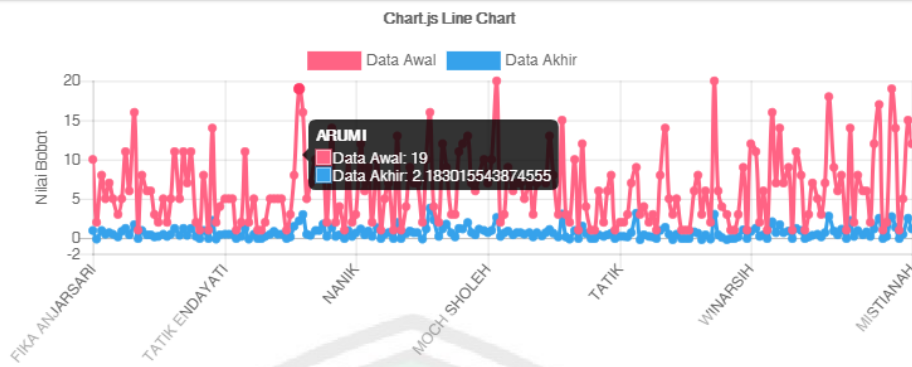 Chart.js Line Chart
Data Awal
Data Akhir
Nilai Bobot
20
15
10
5
0
-2
ARUMI
Data Awal: 19
Data Akhir: 2.183015543874555
FIKA ANJARSARI
TATIK ENDAYATI
NANIK
MOCH SHOLEH
TATIK
WINARSIH
MISTIANAH